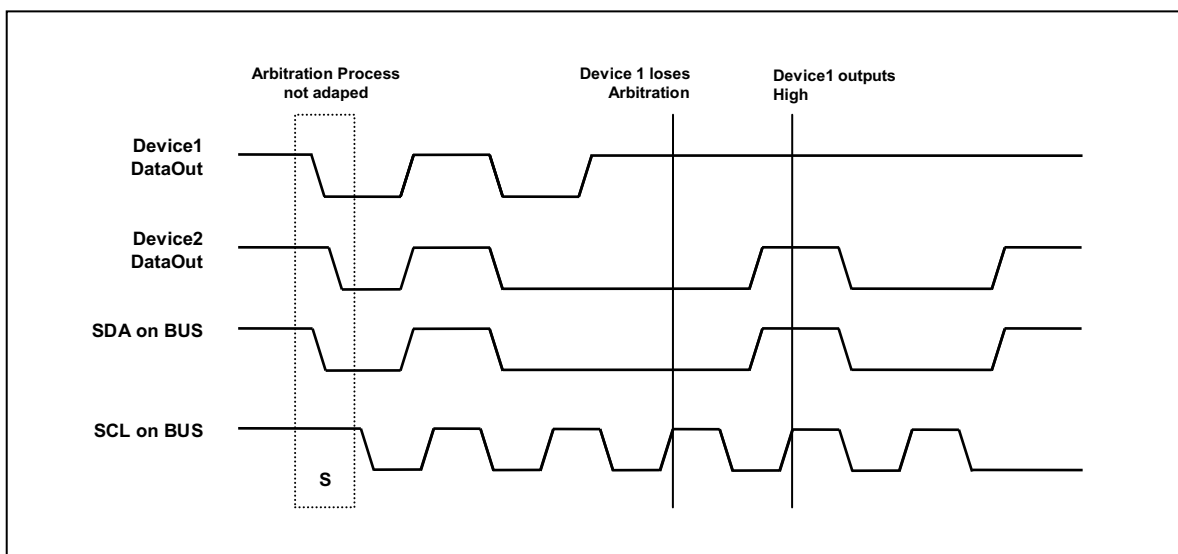 Arbitration Process
not adaped
Device 1 loses
Arbitration
Device1 outputs
High
Device1
DataOut
Device2
DataOut
SDA on BUS
SCL on BUS
S